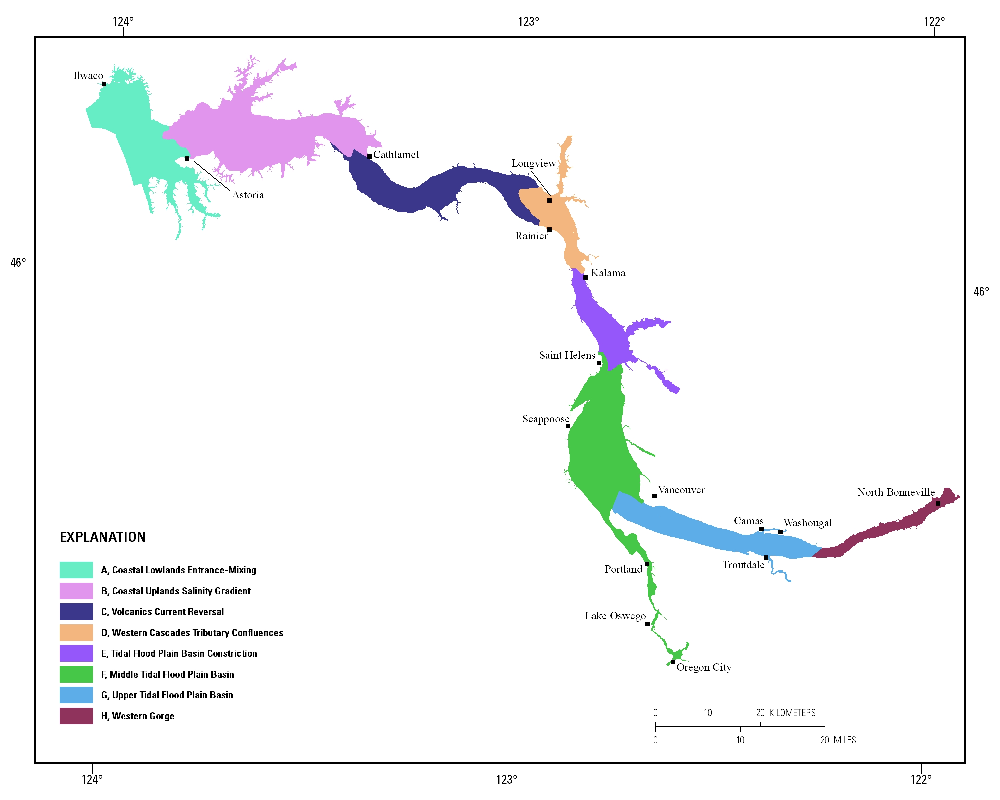 124° 123° 122°
Ilwaco
Cathlamet
Longview
Astoria
Rainier
46°
Kalama
46°
Saint Helens
Scappoose
Vancouver
North Bonneville
Camas
Washougal
Troutdale
Portland
Lake Oswego
Oregon City
EXPLANATION
A, Coastal Lowlands Entrance-Mixing
B, Coastal Uplands Salinity Gradient
C, Volcanics Current Reversal
D, Western Cascades Tributary Confluences
E, Tidal Flood Plain Basin Constriction
F, Middle Tidal Flood Plain Basin
G, Upper Tidal Flood Plain Basin
H, Western Gorge
0 10 20 KILOMETERS
0 10 20 MILES
124° 123° 122°